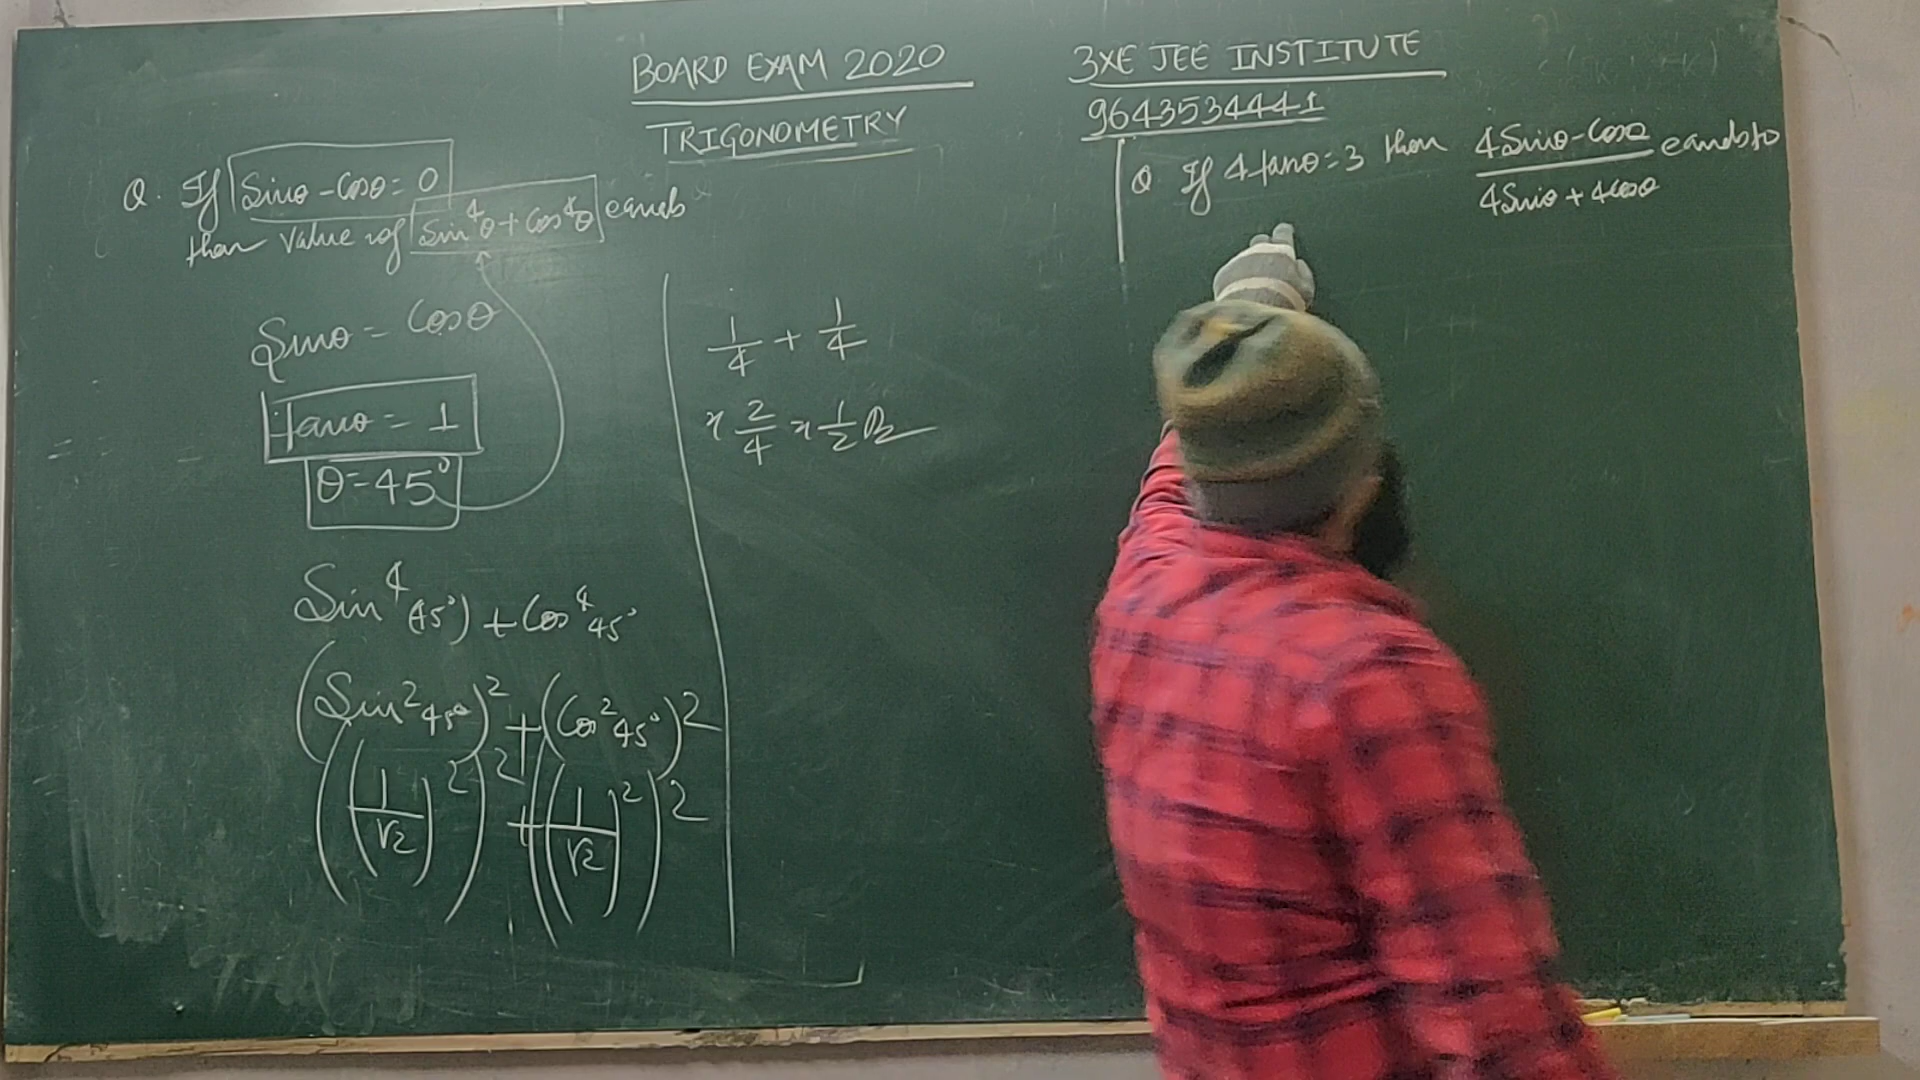 BOARD EXAM 2020
TRIGONOMETRY
3XE JEE INSTITUTE
9643534441
Q. If Sinθ - Cosθ = 0
then value of Sin⁴θ + Cos⁴θ equals
Sinθ = Cosθ
tanθ = 1
θ = 45°
Sin⁴(45°) + Cos⁴45°
(Sin²45°)² + (Cos²45°)²
((1/√2)²)² + ((1/√2)²)²
1/4 + 1/4
= 2/4 = 1/2
Q. If 4tanθ = 3 then (4Sinθ - Cosθ)/(4Sinθ + 4Cosθ) equals to